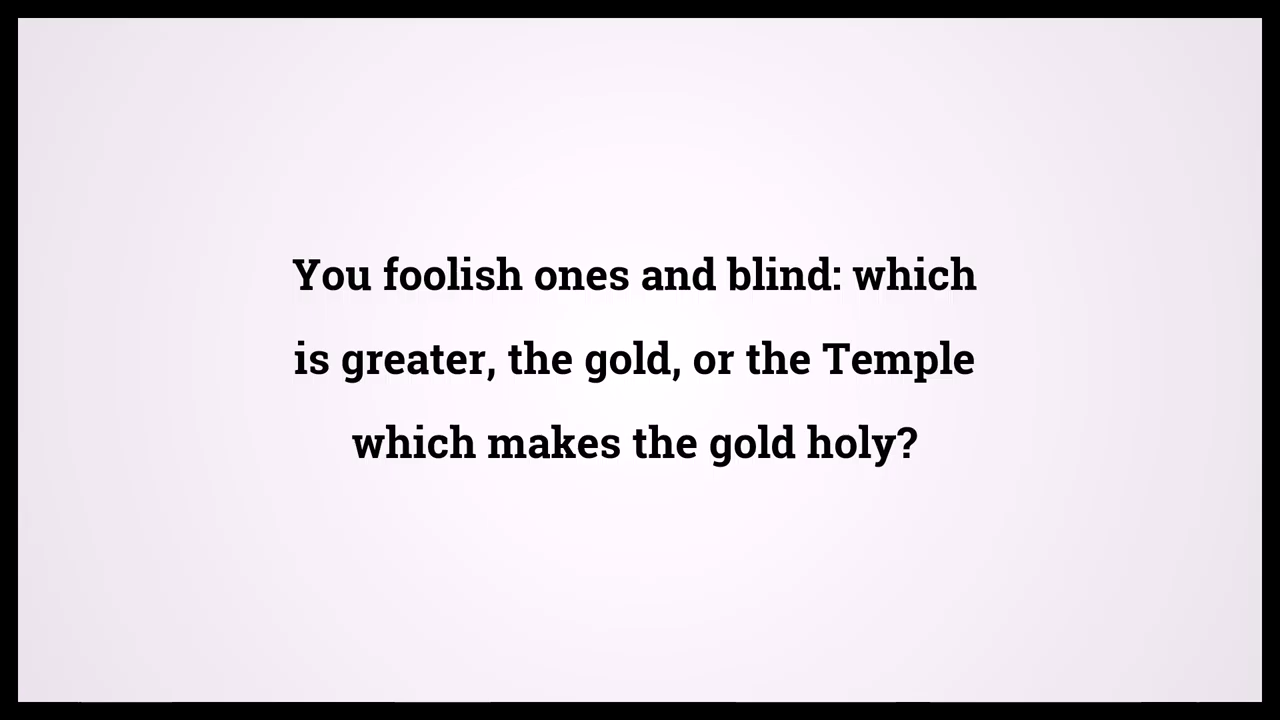 You foolish ones and blind: which
is greater, the gold, or the Temple
which makes the gold holy?